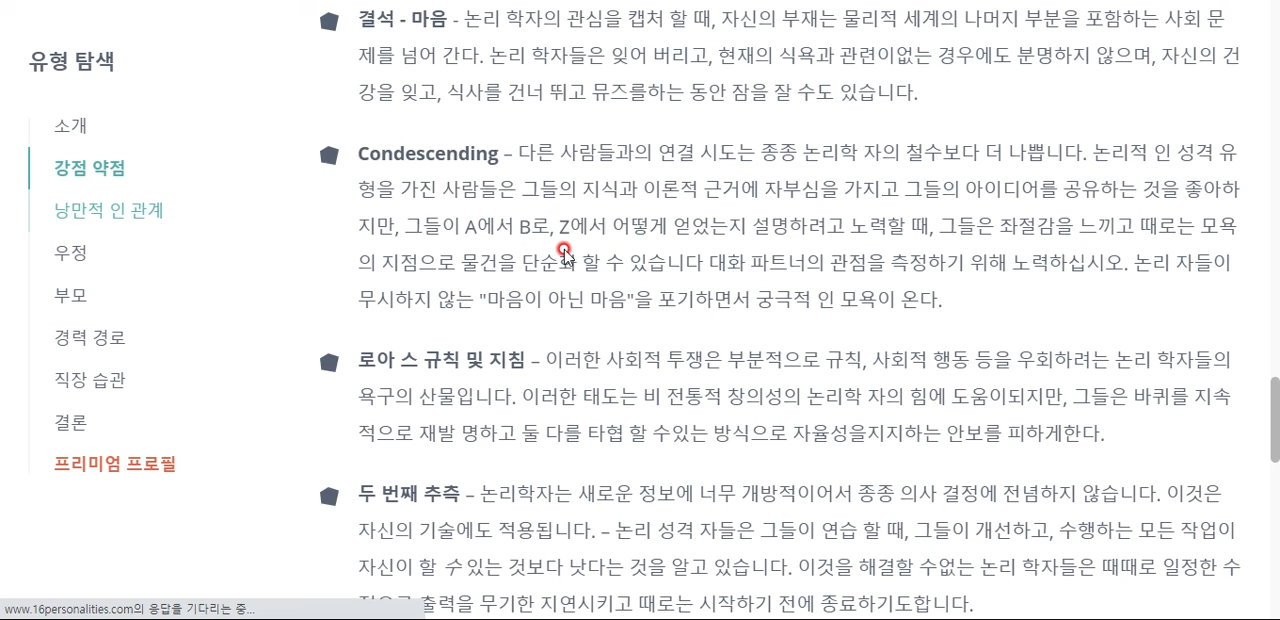 유형 탐색
소개
강점 약점
낭만적 인 관계
우정
부모
경력 경로
직장 습관
결론
프리미엄 프로필
결석 - 마음 - 논리 학자의 관심을 캡처 할 때, 자신의 부재는 물리적 세계의 나머지 부분을 포함하는 사회 문
제를 넘어 간다. 논리 학자들은 잊어 버리고, 현재의 식욕과 관련이없는 경우에도 분명하지 않으며, 자신의 건
강을 잊고, 식사를 건너 뛰고 뮤즈를하는 동안 잠을 잘 수도 있습니다.
Condescending – 다른 사람들과의 연결 시도는 종종 논리학 자의 철수보다 더 나쁩니다. 논리적 인 성격 유
형을 가진 사람들은 그들의 지식과 이론적 근거에 자부심을 가지고 그들의 아이디어를 공유하는 것을 좋아하
지만, 그들이 A에서 B로, Z에서 어떻게 얻었는지 설명하려고 노력할 때, 그들은 좌절감을 느끼고 때로는 모욕
의 지점으로 물건을 단순화 할 수 있습니다 대화 파트너의 관점을 측정하기 위해 노력하십시오. 논리 자들이
무시하지 않는 "마음이 아닌 마음"을 포기하면서 궁극적 인 모욕이 온다.
로아 스 규칙 및 지침 – 이러한 사회적 투쟁은 부분적으로 규칙, 사회적 행동 등을 우회하려는 논리 학자들의
욕구의 산물입니다. 이러한 태도는 비 전통적 창의성의 논리학 자의 힘에 도움이되지만, 그들은 바퀴를 지속
적으로 재발 명하고 둘 다를 타협 할 수있는 방식으로 자율성을지지하는 안보를 피하게한다.
두 번째 추측 – 논리학자는 새로운 정보에 너무 개방적이어서 종종 의사 결정에 전념하지 않습니다. 이것은
자신의 기술에도 적용됩니다. – 논리 성격 자들은 그들이 연습 할 때, 그들이 개선하고, 수행하는 모든 작업이
자신이 할 수 있는 것보다 낫다는 것을 알고 있습니다. 이것을 해결할 수없는 논리 학자들은 때때로 일정한 수
적으로 출력을 무기한 지연시키고 때로는 시작하기 전에 종료하기도합니다.
www.16personalities.com의 응답을 기다리는 중...